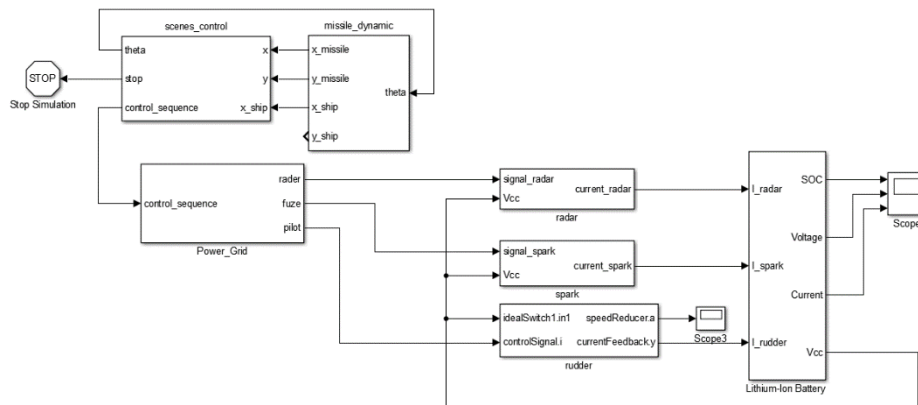 scenes_control
missile_dynamic
theta
x
x_missile
STOP
stop
y
y_missile
theta
Stop Simulation
control_sequence
x_ship
x_ship
y_ship
control_sequence
rader
fuze
pilot
Power_Grid
signal_radar
current_radar
Vcc
radar
signal_spark
current_spark
Vcc
spark
idealSwitch1.in1
speedReducer.a
controlSignal.i
currentFeedback.y
rudder
Scope3
I_radar
SOC
Voltage
I_spark
Current
I_rudder
Vcc
Lithium-Ion Battery
Scope